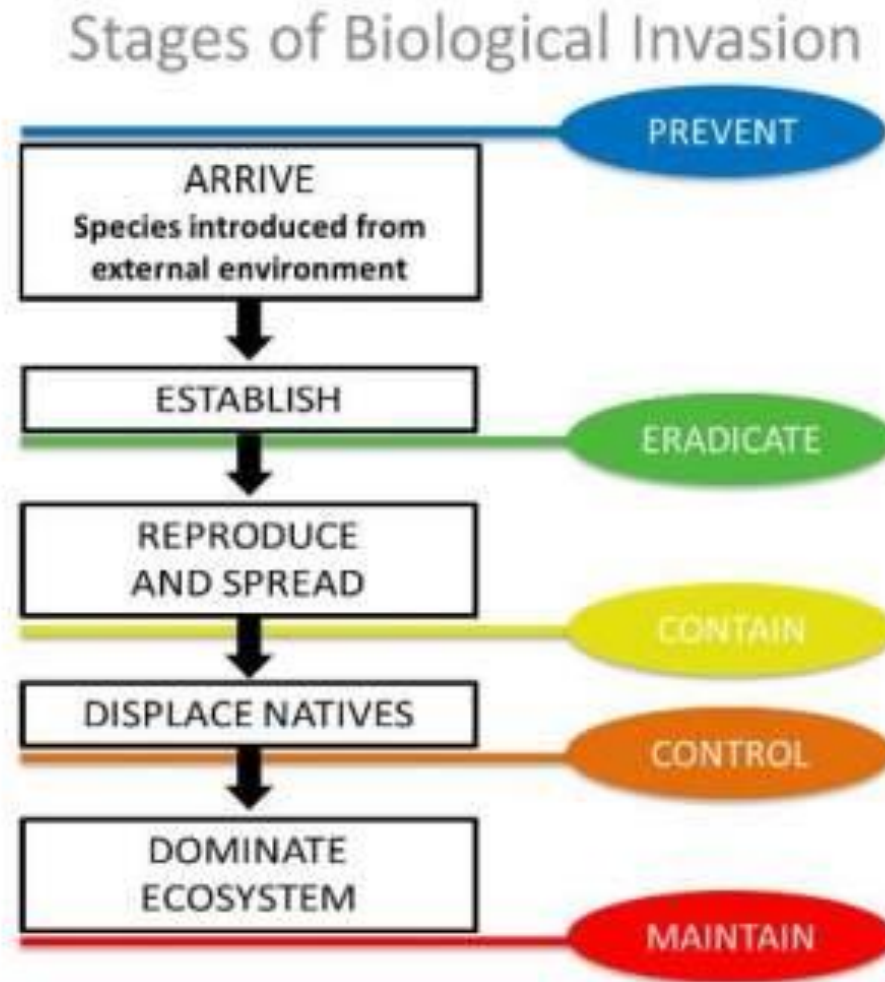 Stages of Biological Invasion
PREVENT
ARRIVE
Species introduced from
external environment
ESTABLISH
ERADICATE
REPRODUCE
AND SPREAD
CONTAIN
DISPLACE NATIVES
CONTROL
DOMINATE
ECOSYSTEM
MAINTAIN